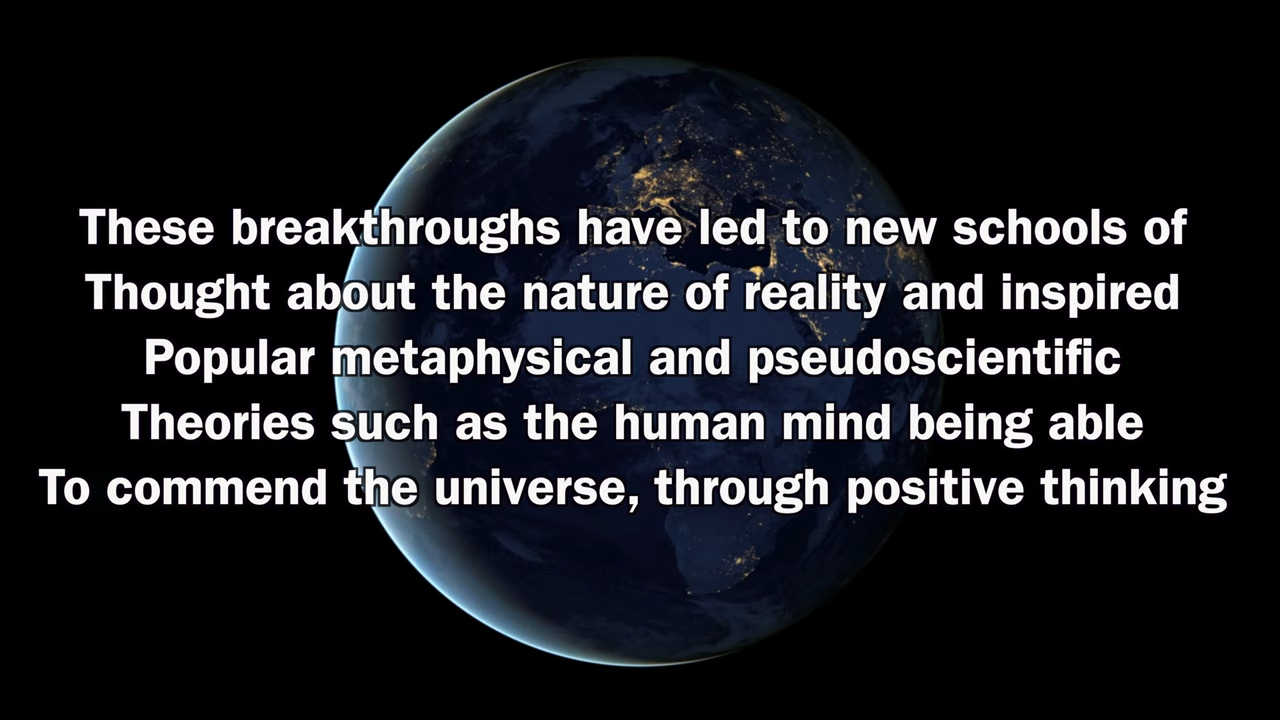 These breakthroughs have led to new schools of
Thought about the nature of reality and inspired
Popular metaphysical and pseudoscientific
Theories such as the human mind being able
To commend the universe, through positive thinking